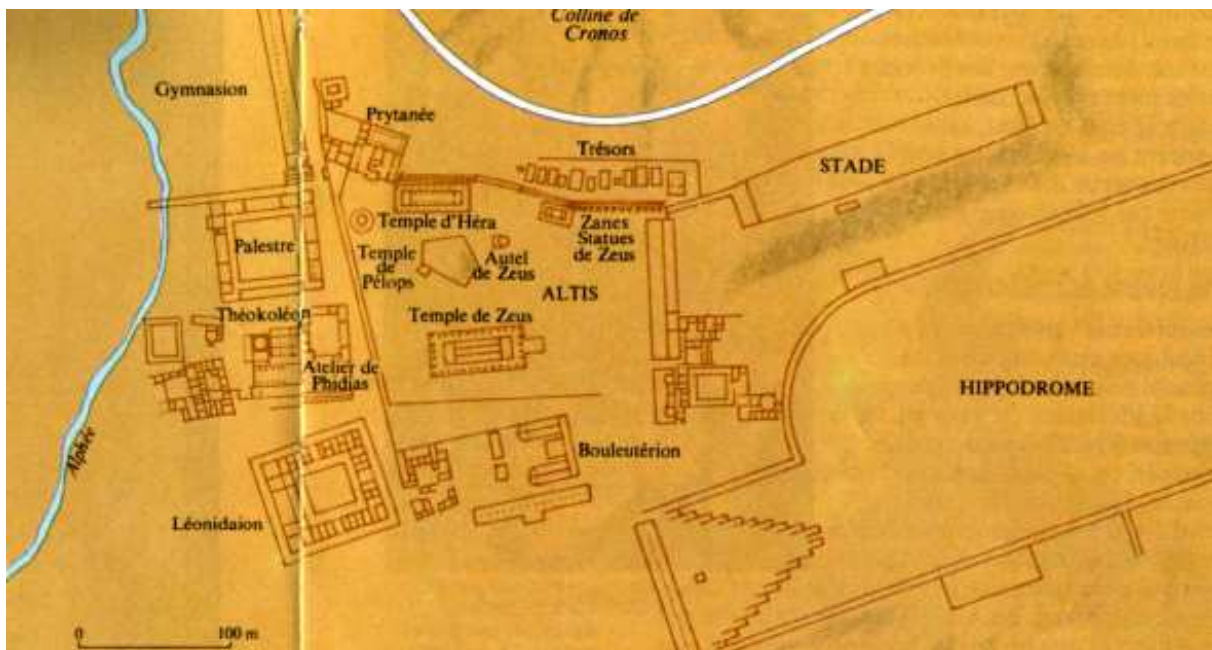 Colline de
Cronos
Gymnasion
Prytanée
Trésors
STADE
Temple d'Héra
Zanes
Statues
de Zeus
Palestre
Temple
de
Pélops
Autel
de Zeus
ALTIS
Théokoléon
Temple de Zeus
Atelier de
Phidias
HIPPODROME
Alphée
Bouleutérion
Léonidaion
0
100 m